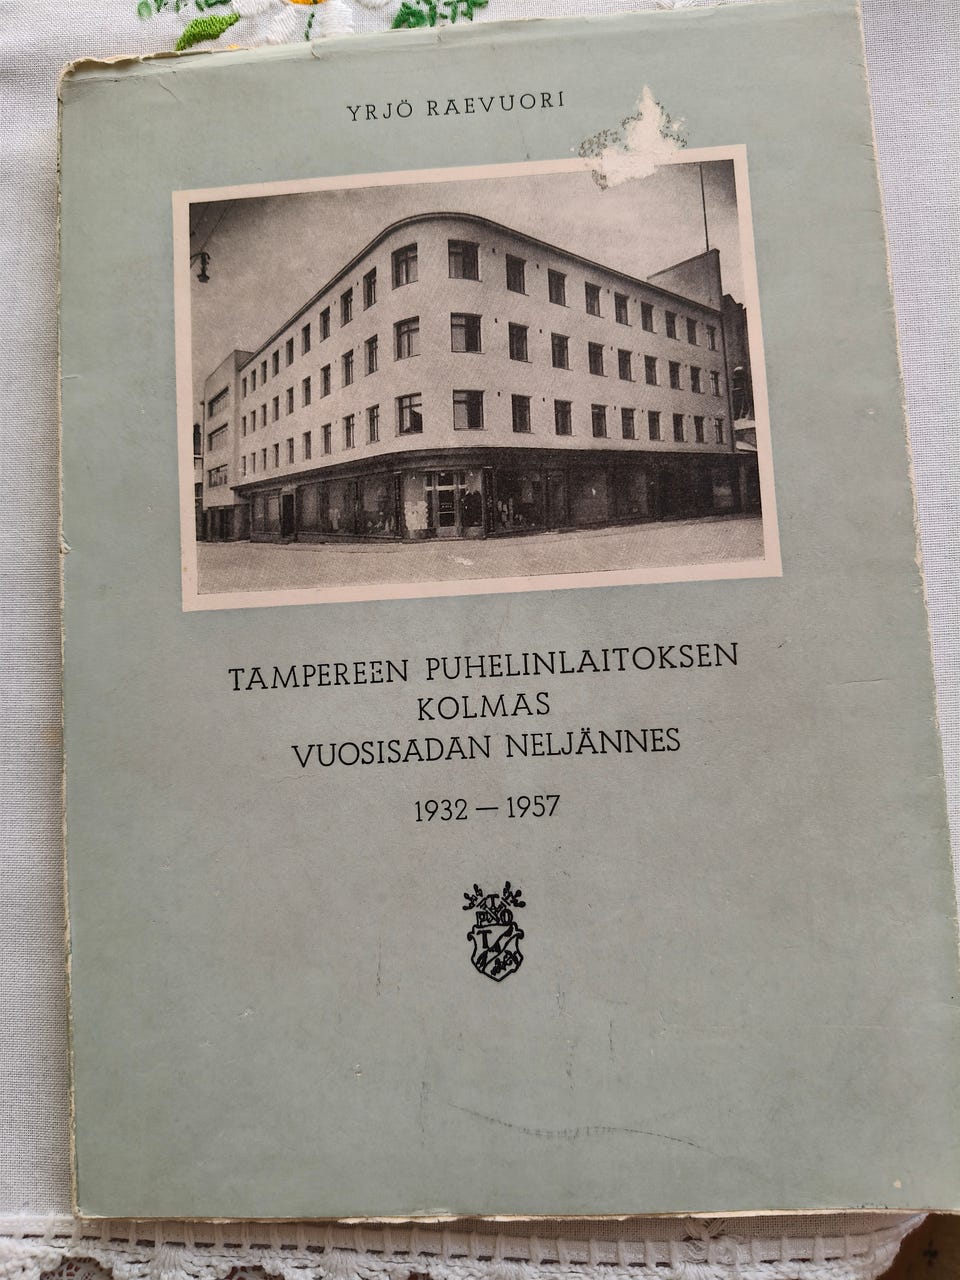 YRJÖ RAEVUORI
TAMPEREEN PUHELINLAITOKSEN
KOLMAS
VUOSISADAN NELJÄNNES
1932 — 1957